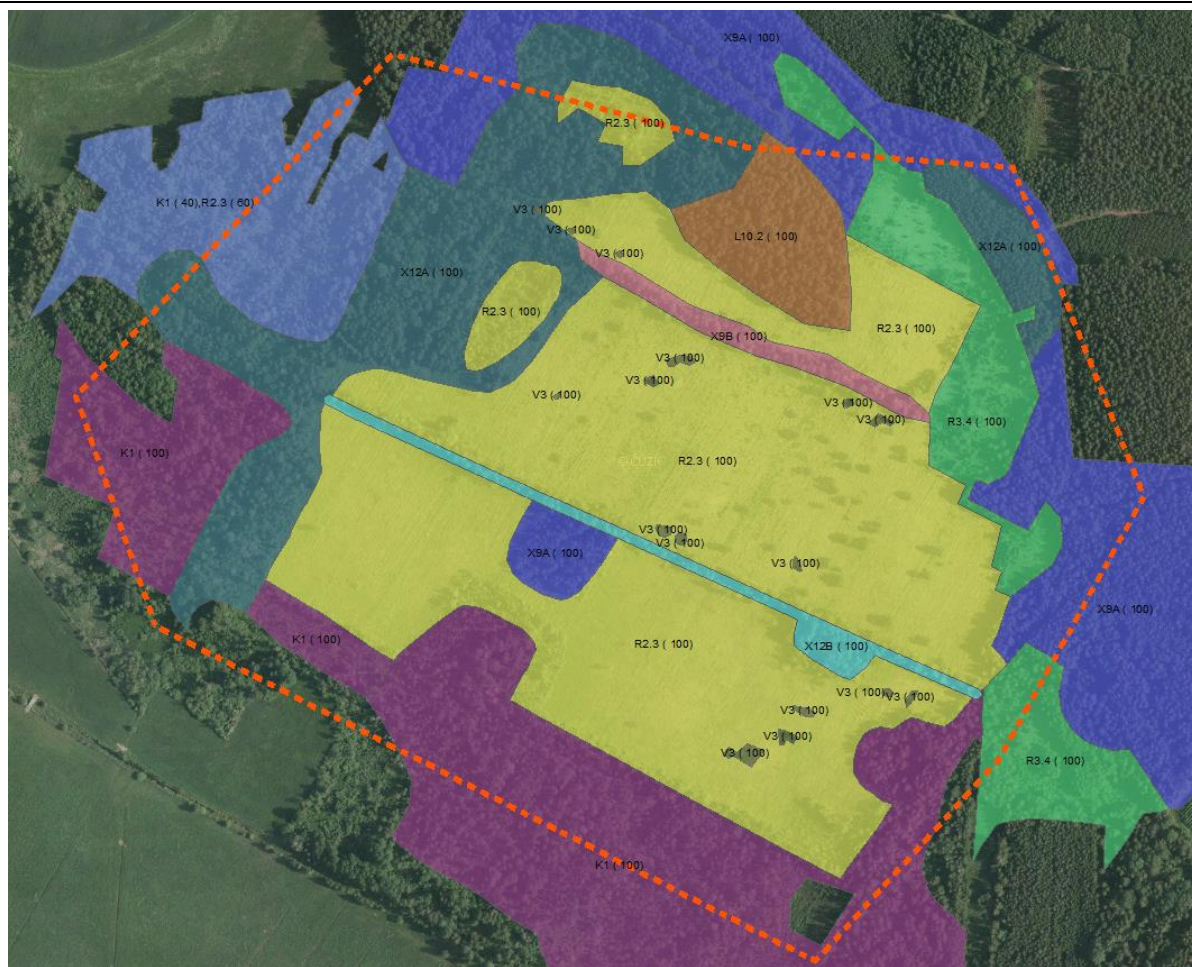 X9A ( 100)
R2.3 ( 100)
K1 ( 40),R2.3 ( 60)
V3 ( 100)
V3 ( 100)
L10.2 ( 100)
X12A ( 100)
V3 ( 100)
X12A ( 100)
R2.3 ( 100)
R2.3 ( 100)
X9B ( 100)
V3 ( 100)
V3 ( 100)
V3 ( 100)
V3 ( 100)
V3 ( 100)
R3.4 ( 100)
K1 ( 100)
R2.3 ( 100)
V3 ( 100)
V3 ( 100)
X9A ( 100)
V3 ( 100)
X9A ( 100)
K1 ( 100)
R2.3 ( 100)
X12B ( 100)
V3 ( 100)
V3 ( 100)
V3 ( 100)
V3 ( 100)
V3 ( 100)
R3.4 ( 100)
K1 ( 100)